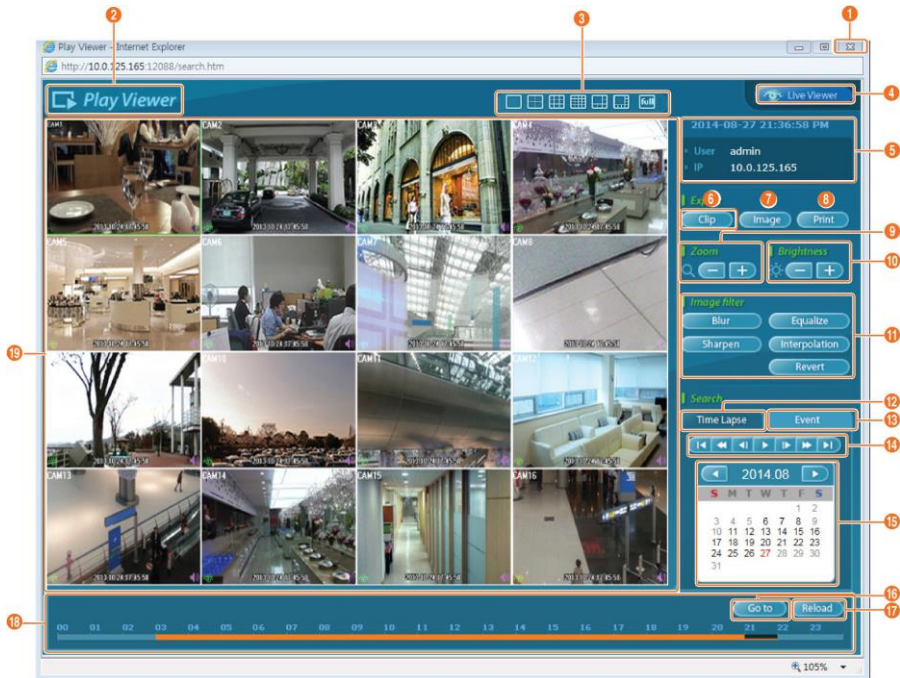 2
3
1
Play Viewer - Internet Explorer
http://10.0.125.165:12088/search.htm
Play Viewer
full
Live Viewer
4
2014-08-27 21:36:58 PM
User admin
IP 10.0.125.165
5
6
7
8
Clip
Image
Print
9
Zoom
Brightness
10
Image filter
Blur
Equalize
Sharpen
Interpolation
Revert
11
Search
12
Time Lapse
Event
13
14
2014.08
S M T W T F S
1 2
3 4 5 6 7 8 9
10 11 12 13 14 15 16
17 18 19 20 21 22 23
24 25 26 27 28 29 30
31
15
CAM1
CAM2
CAM3
CAM4
CAM5
CAM6
CAM7
CAM8
19
CAM10
CAM11
CAM12
CAM13
CAM14
CAM15
16
Go to
Reload
17
18
00 01 02 03 04 05 06 07 08 09 10 11 12 13 14 15 16 17 18 19 20 21 22 23
105%